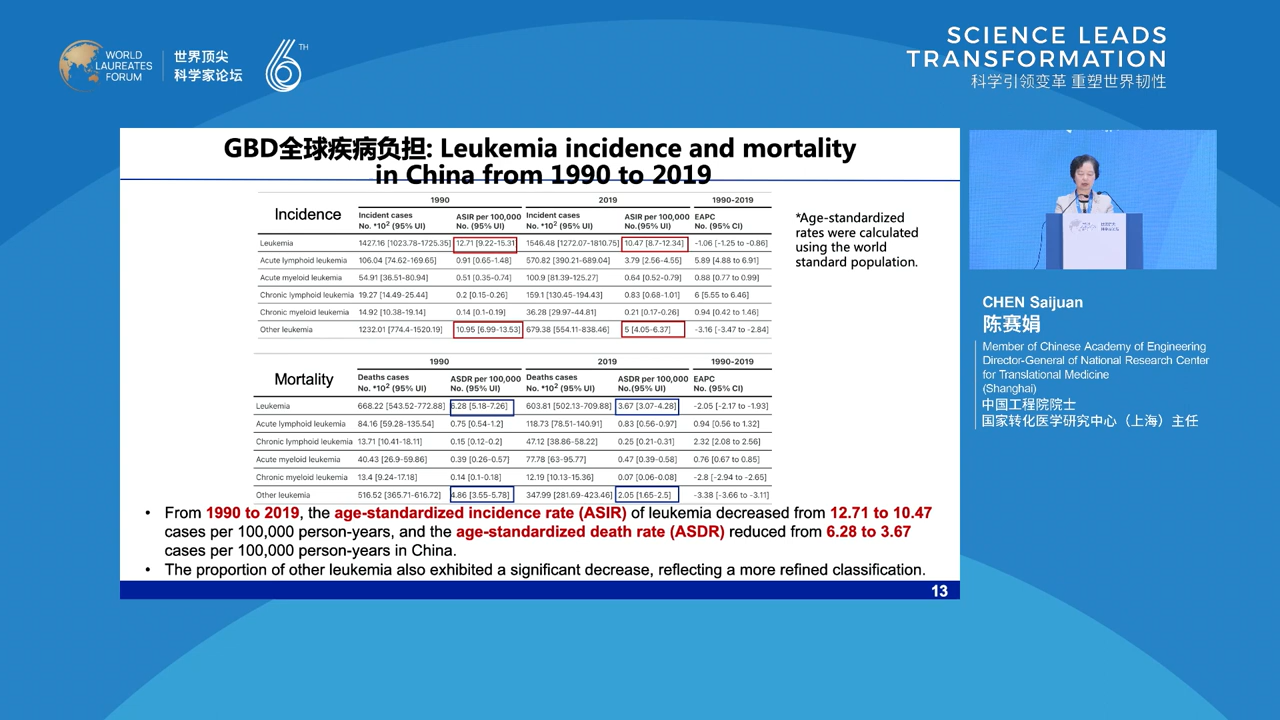 WORLD
LAUREATES
FORUM
世界顶尖
科学家论坛
6TH
SCIENCE LEADS
TRANSFORMATION
科学引领变革 重塑世界韧性
GBD全球疾病负担: Leukemia incidence and mortality
in China from 1990 to 2019
Incidence
1990 2019 1990-2019
Incident cases ASIR per 100,000 Incident cases ASIR per 100,000 EAPC
No. *10² (95% UI) No. (95% UI) No. *10² (95% UI) No. (95% UI) No. (95% CI)
Leukemia 1427.16 [1023.78-1725.35] 12.71 [9.22-15.31 1546.48 [1272.07-1810.75] 10.47 [8.7-12.34] -1.06 [-1.25 to -0.86]
Acute lymphoid leukemia 106.04 [74.62-169.65] 0.91 [0.65-1.48] 570.82 [390.21-689.04] 3.79 [2.56-4.55] 5.89 [4.88 to 6.91]
Acute myeloid leukemia 54.91 [36.51-80.94] 0.51 [0.35-0.74] 100.9 [81.39-125.27] 0.64 [0.52-0.79] 0.88 [0.77 to 0.99]
Chronic lymphoid leukemia 19.27 [14.49-25.44] 0.2 [0.15-0.26] 159.1 [130.45-194.43] 0.83 [0.68-1.01] 6 [5.55 to 6.46]
Chronic myeloid leukemia 14.92 [10.38-19.14] 0.14 [0.1-0.19] 36.28 [29.97-44.81] 0.21 [0.17-0.26] 0.94 [0.42 to 1.46]
Other leukemia 1232.01 [774.4-1520.19] 10.95 [6.99-13.53] 679.38 [554.11-838.46] 5 [4.05-6.37] -3.16 [-3.47 to -2.84]
*Age-standardized
rates were calculated
using the world
standard population.
Mortality
1990 2019 1990-2019
Deaths cases ASDR per 100,000 Deaths cases ASDR per 100,000 EAPC
No. *10² (95% UI) No. (95% UI) No. *10² (95% UI) No. (95% UI) No. (95% CI)
Leukemia 668.22 [543.52-772.88] 6.28 [5.18-7.26] 603.81 [502.13-709.88] 3.67 [3.07-4.28] -2.05 [-2.17 to -1.93]
Acute lymphoid leukemia 84.16 [59.28-135.54] 0.75 [0.54-1.2] 118.73 [78.51-140.91] 0.83 [0.56-0.97] 0.94 [0.56 to 1.32]
Chronic lymphoid leukemia 13.71 [10.41-18.11] 0.15 [0.12-0.2] 47.12 [38.86-58.22] 0.25 [0.21-0.31] 2.32 [2.08 to 2.56]
Acute myeloid leukemia 40.43 [26.9-59.86] 0.39 [0.26-0.57] 77.78 [63-95.77] 0.47 [0.39-0.58] 0.76 [0.67 to 0.85]
Chronic myeloid leukemia 13.4 [9.24-17.18] 0.14 [0.1-0.18] 12.19 [10.13-15.36] 0.07 [0.06-0.08] -2.8 [-2.94 to -2.65]
Other leukemia 516.52 [365.71-616.72] 4.86 [3.55-5.78] 347.99 [281.69-423.46] 2.05 [1.65-2.5] -3.38 [-3.66 to -3.11]
• From 1990 to 2019, the age-standardized incidence rate (ASIR) of leukemia decreased from 12.71 to 10.47
cases per 100,000 person-years, and the age-standardized death rate (ASDR) reduced from 6.28 to 3.67
cases per 100,000 person-years in China.
• The proportion of other leukemia also exhibited a significant decrease, reflecting a more refined classification.
13
CHEN Saijuan
陈赛娟
Member of Chinese Academy of Engineering
Director-General of National Research Center
for Translational Medicine
(Shanghai)
中国工程院院士
国家转化医学研究中心（上海）主任